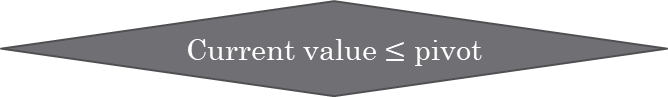 Current value ≤ pivot